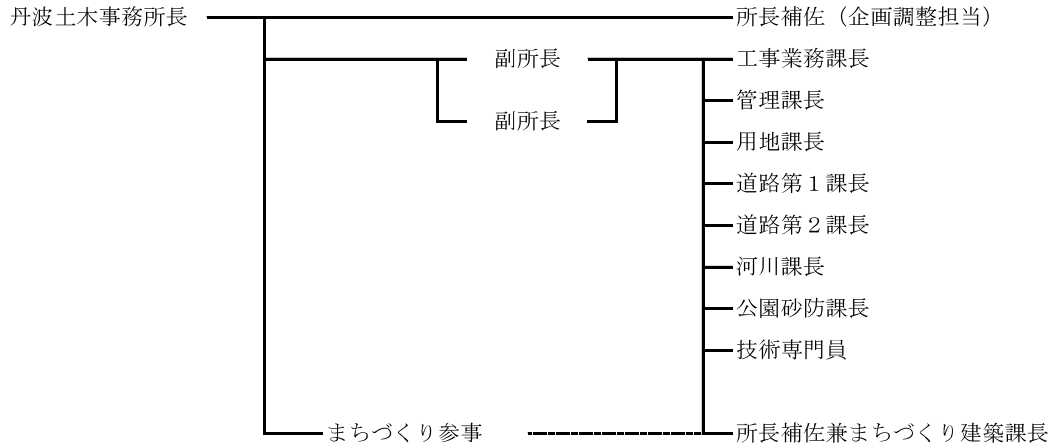 丹波土木事務所長 所長補佐（企画調整担当）
副所長 工事業務課長
管理課長
副所長
用地課長
道路第１課長
道路第２課長
河川課長
公園砂防課長
技術専門員
まちづくり参事 所長補佐兼まちづくり建築課長